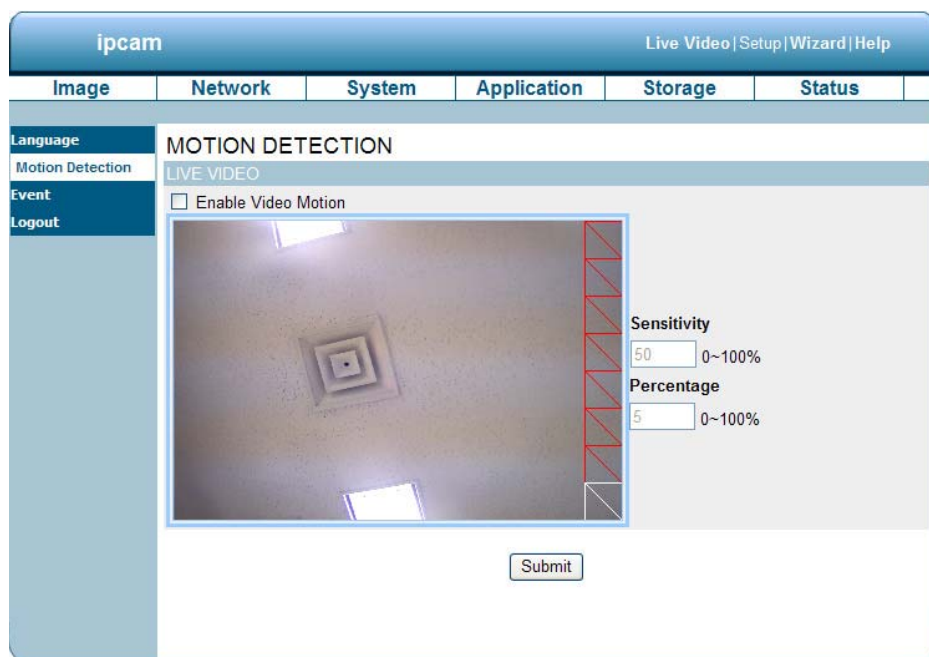 ipcam
Live Video|Setup|Wizard|Help
Image Network System Application Storage Status
Language
Motion Detection
Event
Logout
MOTION DETECTION
LIVE VIDEO
Enable Video Motion
Sensitivity
50 0~100%
Percentage
5 0~100%
Submit